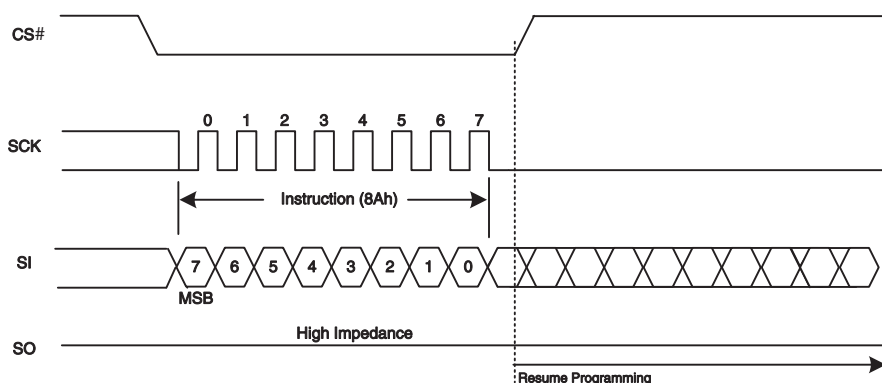 CS#
0 1 2 3 4 5 6 7
SCK
Instruction (8Ah)
SI
7 6 5 4 3 2 1 0
MSB
High Impedance
SO
Resume Programming